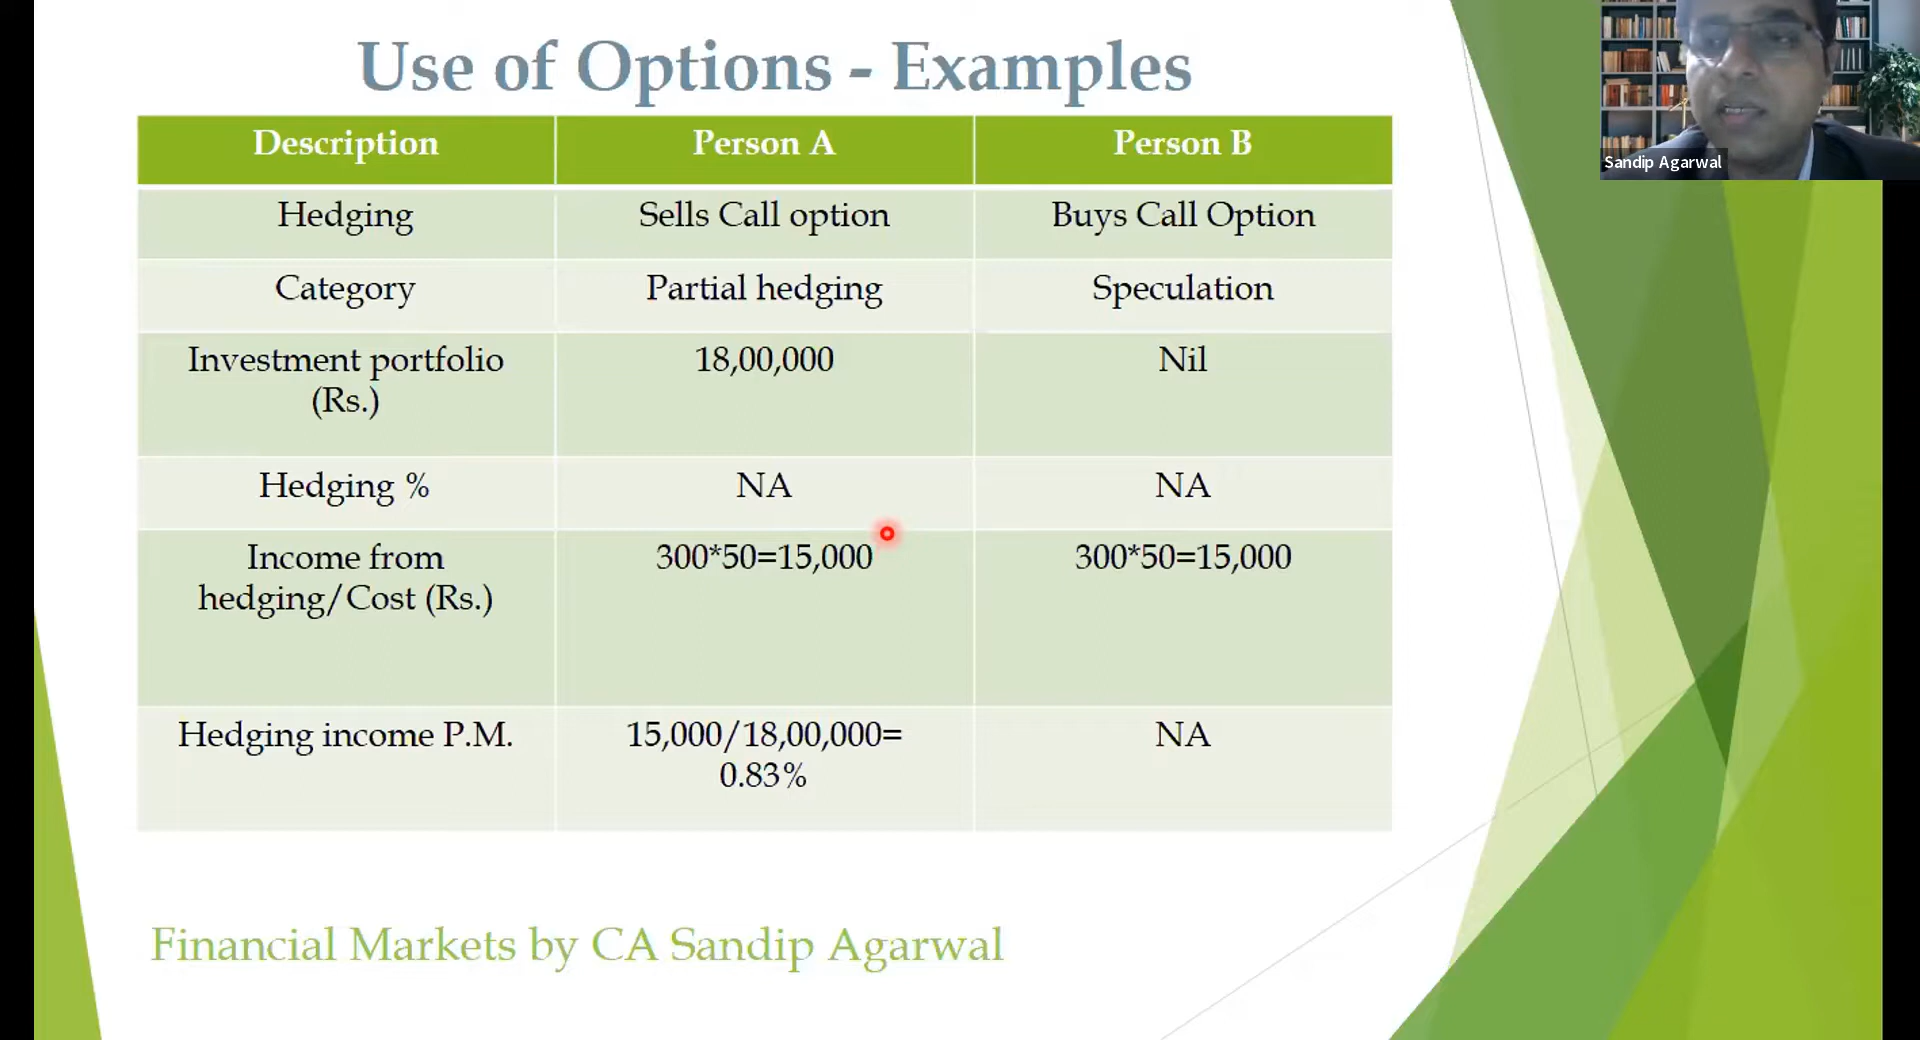 Use of Options - Examples
Sandip Agarwal
Description Person A Person B
Hedging Sells Call option Buys Call Option
Category Partial hedging Speculation
Investment portfolio 18,00,000 Nil
(Rs.)
Hedging % NA NA
Income from 300*50=15,000 300*50=15,000
hedging/Cost (Rs.)
Hedging income P.M. 15,000/18,00,000= NA
0.83%
Financial Markets by CA Sandip Agarwal